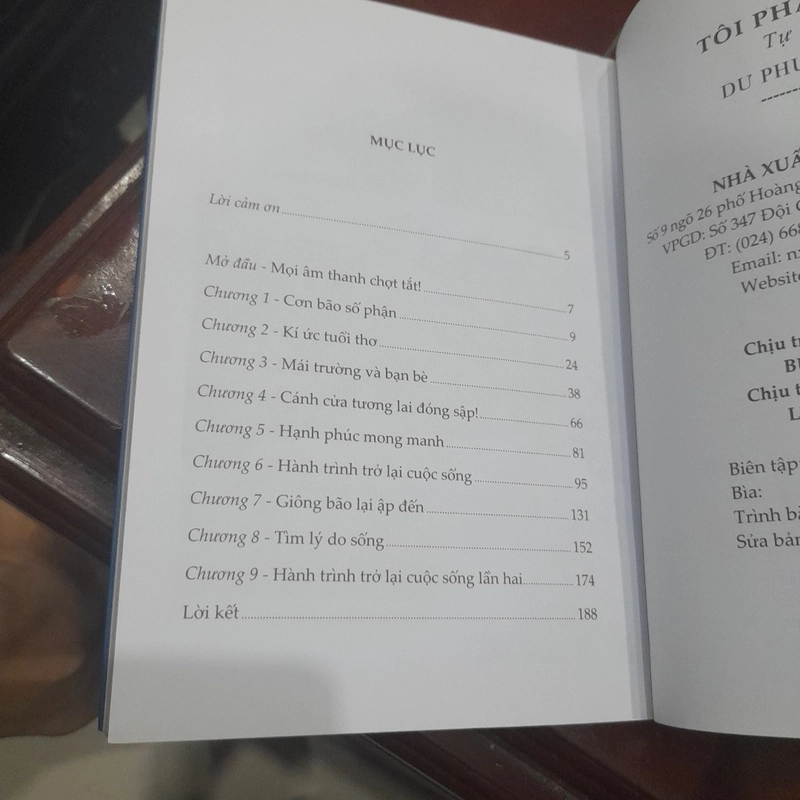 MỤC LỤC
Lời cảm ơn 5
Mở đầu - Mọi âm thanh chợt tắt! 7
Chương 1 - Cơn bão số phận 9
Chương 2 - Kí ức tuổi thơ 24
Chương 3 - Mái trường và bạn bè 38
Chương 4 - Cánh cửa tương lai đóng sập! 66
Chương 5 - Hạnh phúc mong manh 81
Chương 6 - Hành trình trở lại cuộc sống 95
Chương 7 - Giông bão lại ập đến 131
Chương 8 - Tìm lý do sống 152
Chương 9 - Hành trình trở lại cuộc sống lần hai 174
Lời kết 188
TÔI
Tự
DƯ
NHÀ
Số 9 ngõ 26 phố Hoàng
VPGD: Số 347 Đội
ĐT: (024)
Email:
Website
Chịu
Chịu
Biên tập
Bìa:
Trình
Sửa